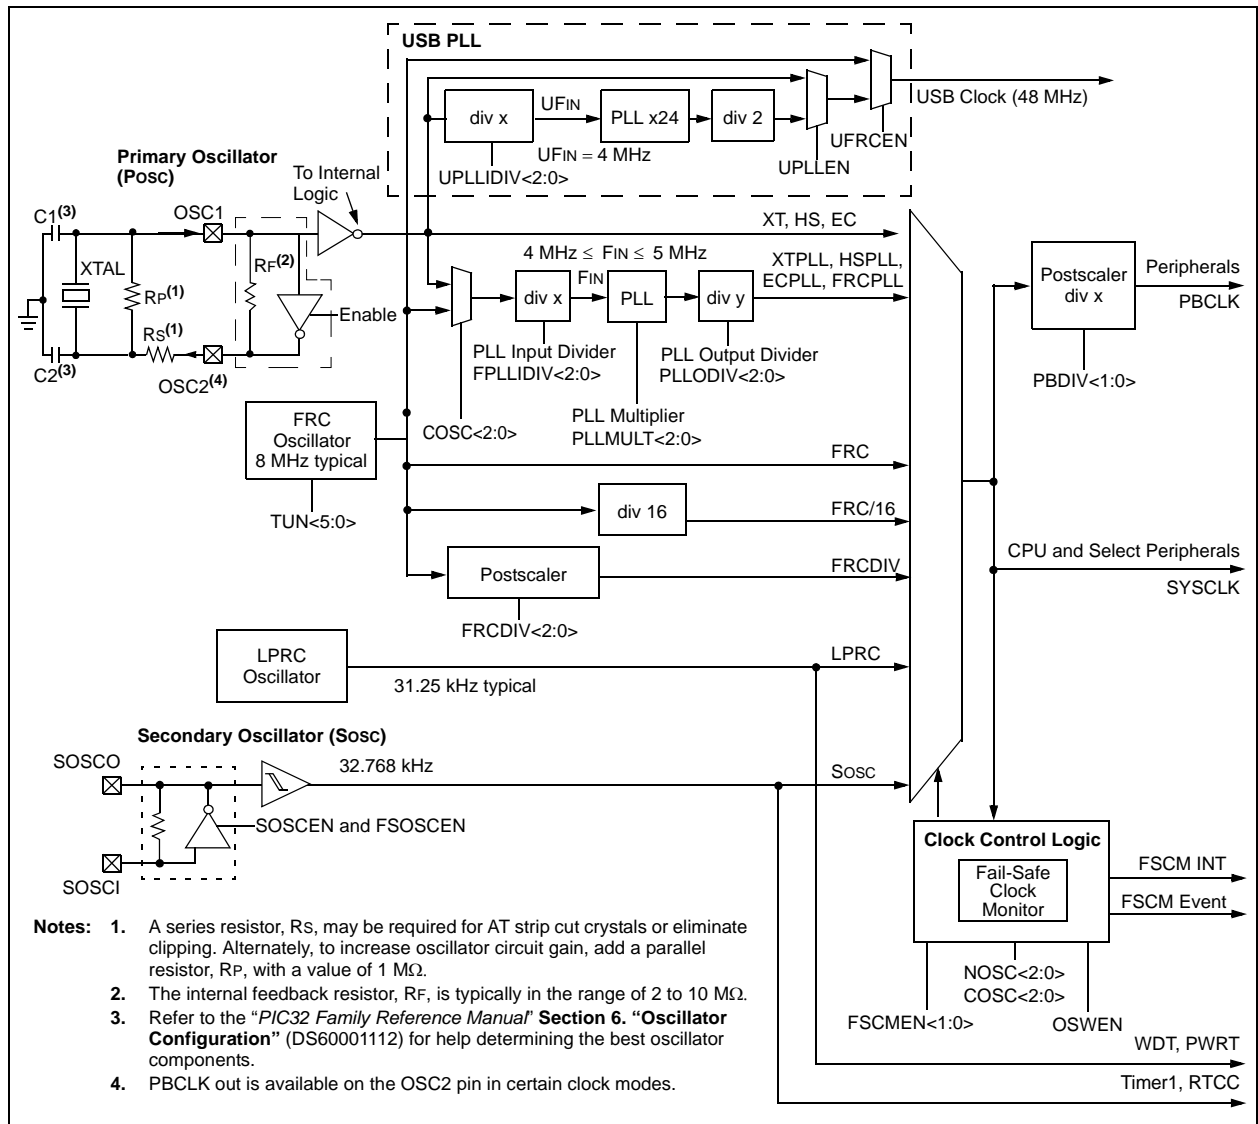 USB PLL
div x
UFIN
PLL x24
div 2
UFIN = 4 MHz
UPLLIDIV<2:0>
UFRCEN
UPLLEN
USB Clock (48 MHz)
Primary Oscillator
(POSC)
To Internal
Logic
C1(3)
OSC1
XTAL
RP(1)
RF(2)
Enable
RS(1)
C2(3)
OSC2(4)
XT, HS, EC
4 MHz ≤ FIN ≤ 5 MHz
FIN
XTPLL, HSPLL,
ECPLL, FRCPLL
div x
PLL
div y
PLL Input Divider
FPLLIDIV<2:0>
PLL Output Divider
PLLODIV<2:0>
PLL Multiplier
PLLMULT<2:0>
COSC<2:0>
Postscaler
div x
Peripherals
PBCLK
PBDIV<1:0>
FRC
Oscillator
8 MHz typical
TUN<5:0>
FRC
div 16
FRC/16
Postscaler
FRCDIV
FRCDIV<2:0>
CPU and Select Peripherals
SYSCLK
LPRC
Oscillator
31.25 kHz typical
LPRC
Secondary Oscillator (SOSC)
SOSCO
32.768 kHz
SOSC
SOSCEN and FSOSCEN
SOSCI
Clock Control Logic
Fail-Safe
Clock
Monitor
FSCM INT
FSCM Event
NOSC<2:0>
COSC<2:0>
FSCMEN<1:0>
OSWEN
WDT, PWRT
Timer1, RTCC
Notes: 1. A series resistor, RS, may be required for AT strip cut crystals or eliminate
clipping. Alternately, to increase oscillator circuit gain, add a parallel
resistor, RP, with a value of 1 MΩ.
2. The internal feedback resistor, RF, is typically in the range of 2 to 10 MΩ.
3. Refer to the “PIC32 Family Reference Manual” Section 6. “Oscillator
Configuration” (DS60001112) for help determining the best oscillator
components.
4. PBCLK out is available on the OSC2 pin in certain clock modes.